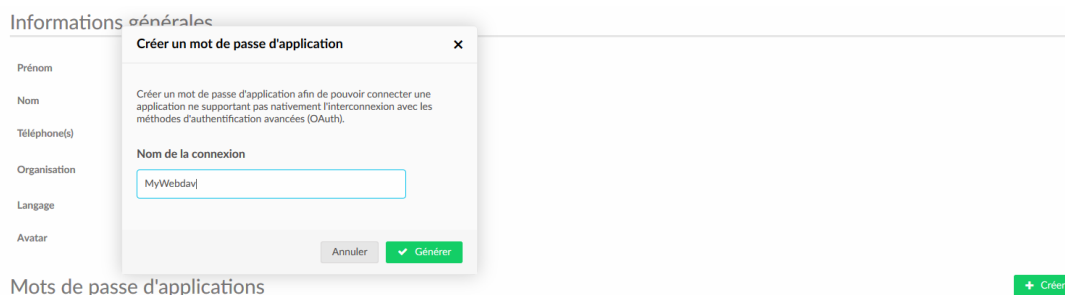 Informations générales
Créer un mot de passe d'application
Prénom
Nom
Téléphone(s)
Organisation
Langage
Avatar
Créer un mot de passe d'application afin de pouvoir connecter une
application ne supportant pas nativement l'interconnexion avec les
méthodes d'authentification avancées (OAuth).
Nom de la connexion
MyWebdav
Annuler
Générer
Mots de passe d'applications
+ Créer